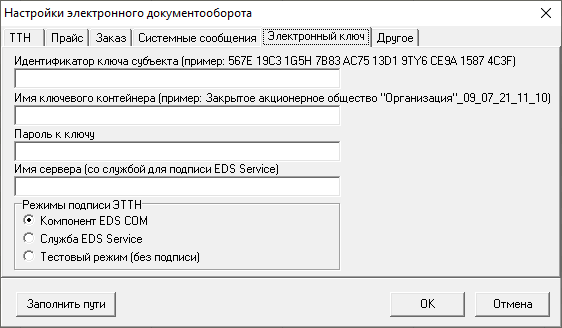 Настройки электронного документооборота
ТТН Прайс Заказ Системные сообщения Электронный ключ Другое
Идентификатор ключа субъекта (пример: 567E 19C3 1G5H 7B83 AC75 13D1 9TY6 CE9A 1587 4C3F)
Имя ключевого контейнера (пример: Закрытое акционерное общество "Организация"_09_07_21_11_10)
Пароль к ключу
Имя сервера (со службой для подписи EDS Service)
Режимы подписи ЭТТН
Компонент EDS COM
Служба EDS Service
Тестовый режим (без подписи)
Заполнить пути OK Отмена